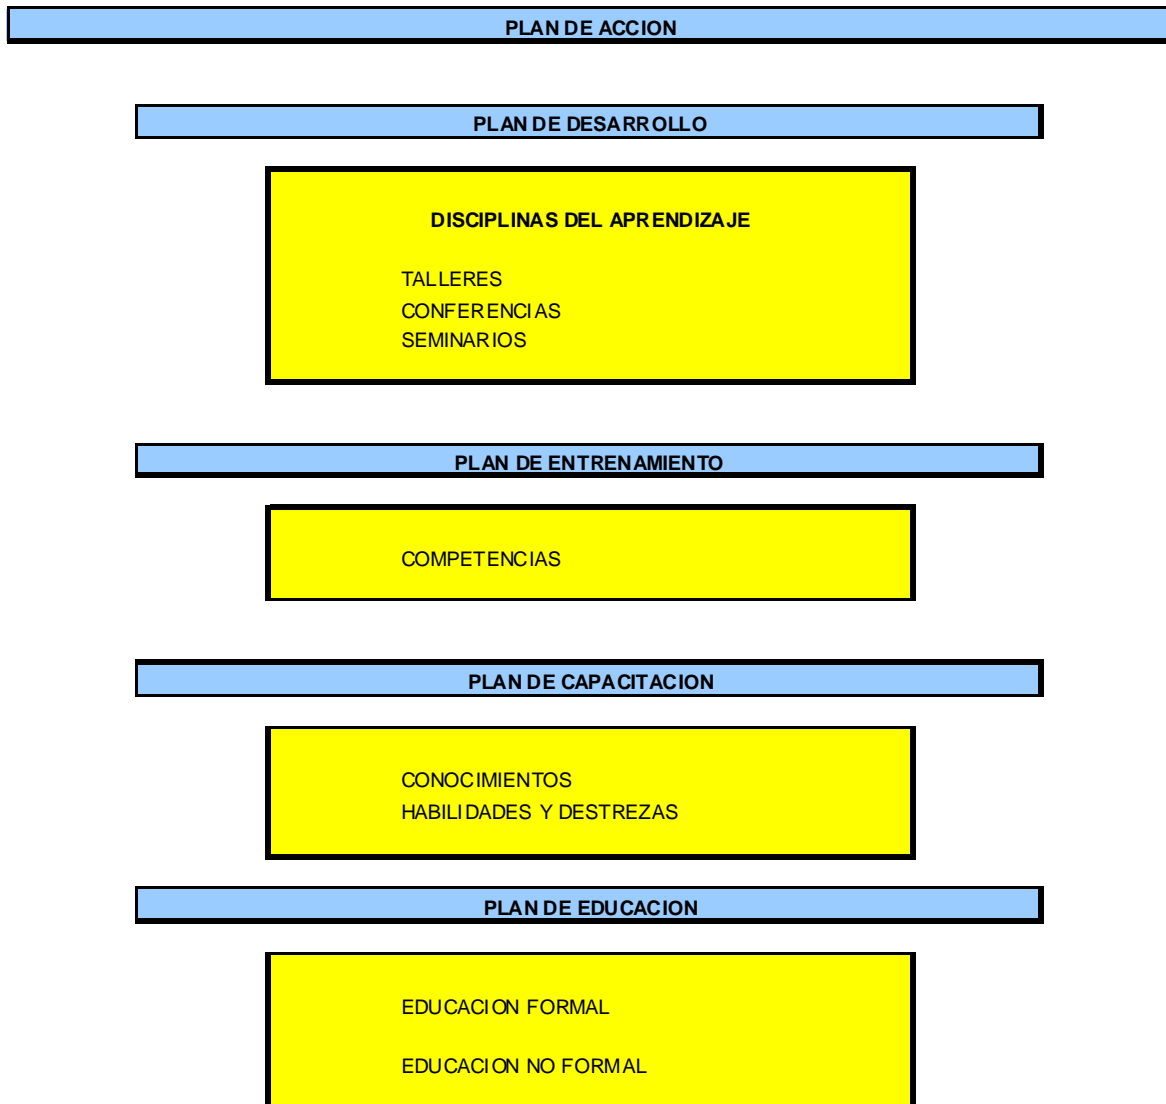 PLAN DE ACCION
PLAN DE DESARROLLO
DISCIPLINAS DEL APRENDIZAJE
TALLERES
CONFERENCIAS
SEMINARIOS
PLAN DE ENTRENAMIENTO
COMPETENCIAS
PLAN DE CAPACITACION
CONOCIMIENTOS
HABILIDADES Y DESTREZAS
PLAN DE EDUCACION
EDUCACION FORMAL
EDUCACION NO FORMAL